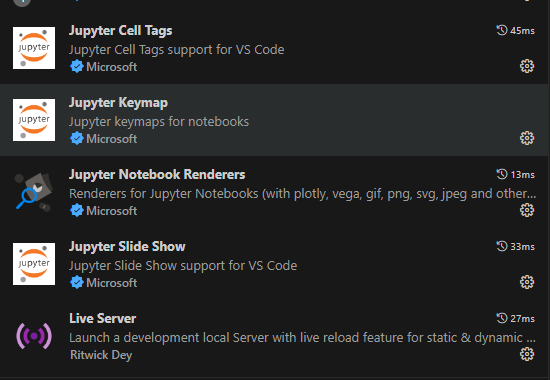 Jupyter Cell Tags 45ms
Jupyter Cell Tags support for VS Code
Microsoft
Jupyter Keymap
Jupyter keymaps for notebooks
Microsoft
Jupyter Notebook Renderers 13ms
Renderers for Jupyter Notebooks (with plotly, vega, gif, png, svg, jpeg and other...
Microsoft
Jupyter Slide Show 33ms
Jupyter Slide Show support for VS Code
Microsoft
Live Server 27ms
Launch a development local Server with live reload feature for static & dynamic ...
Ritwick Dey
jupyter
jupyter
jupyter